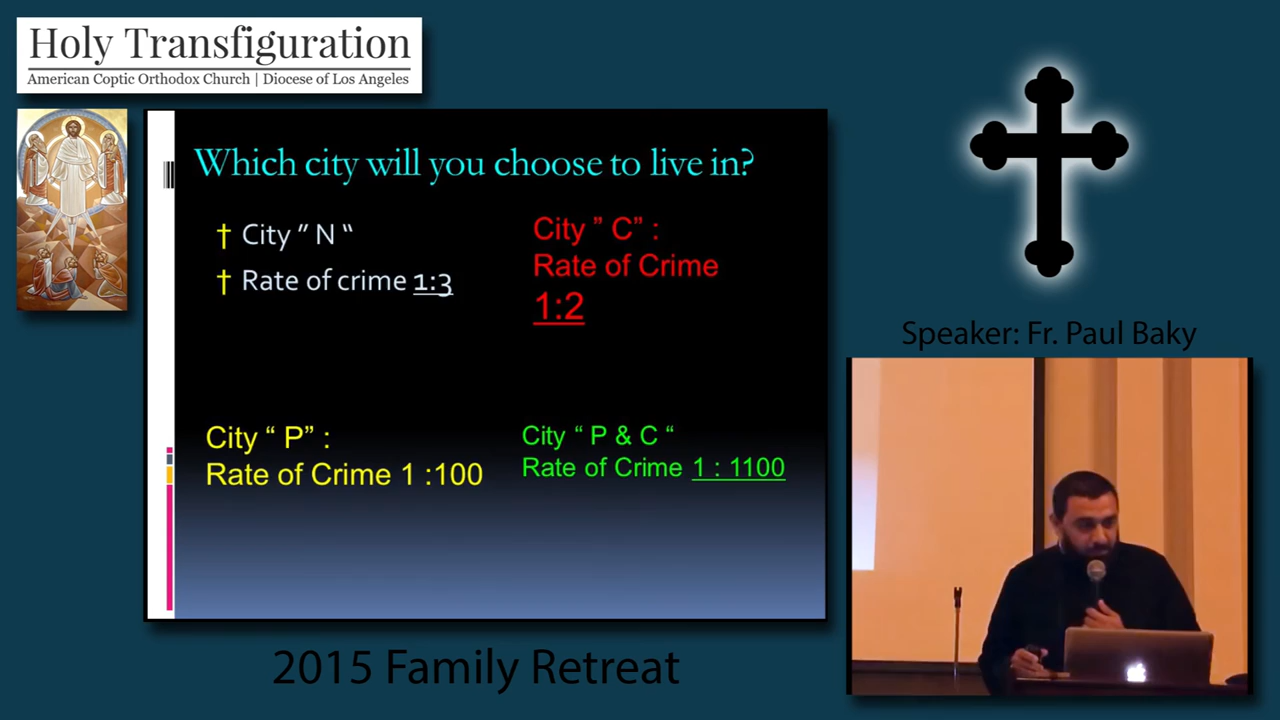 Holy Transfiguration
American Coptic Orthodox Church | Diocese of Los Angeles
Which city will you choose to live in?
† City ” N “
† Rate of crime 1:3
City ” C” :
Rate of Crime
1:2
City “ P” :
Rate of Crime 1 :100
City “ P & C “
Rate of Crime 1 : 1100
Speaker: Fr. Paul Baky
2015 Family Retreat